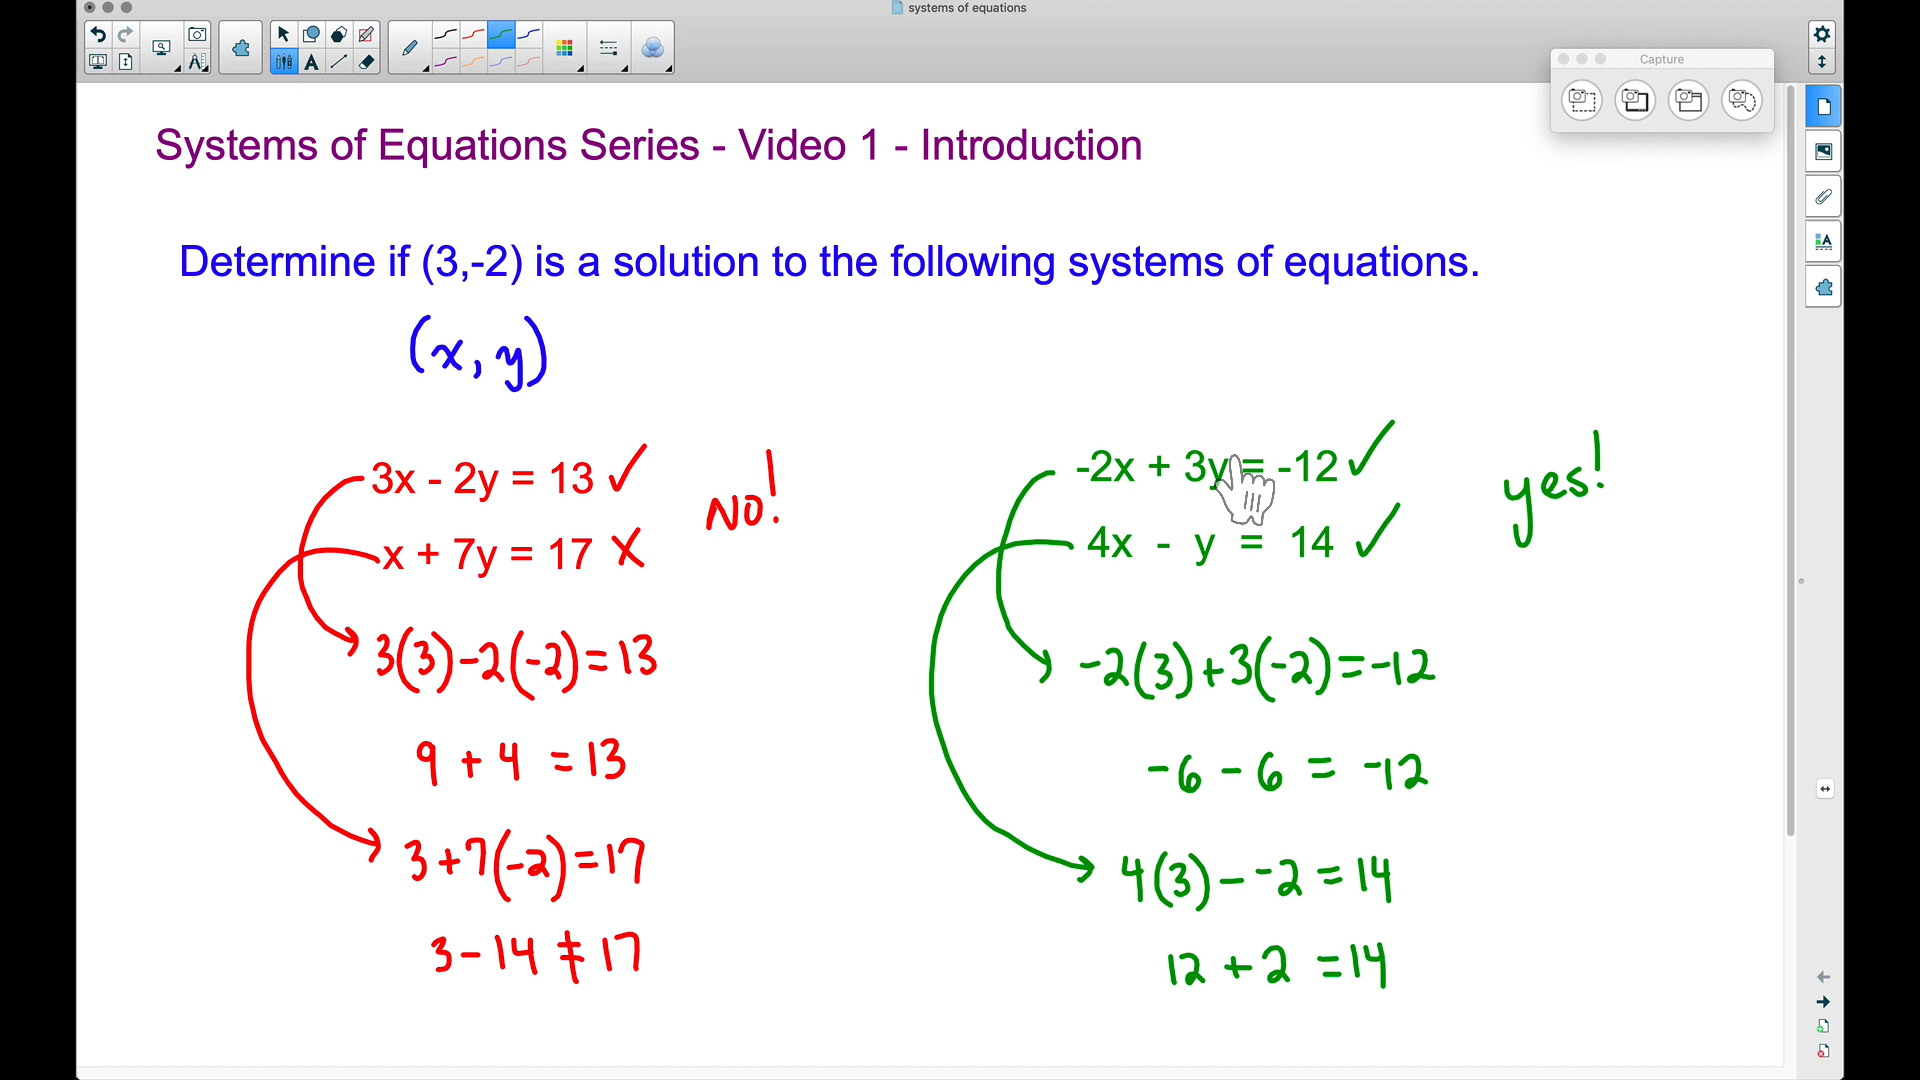 systems of equations
Capture
Systems of Equations Series - Video 1 - Introduction
Determine if (3,-2) is a solution to the following systems of equations.
(x, y)
3x - 2y = 13 ✓
x + 7y = 17 X
NO!
3(3)-2(-2)=13
9 + 4 = 13
3+7(-2)=17
3-14 ≠ 17
-2x + 3y = -12 ✓
4x - y = 14 ✓
yes!
-2(3)+3(-2)=-12
-6 - 6 = -12
4(3) - -2 = 14
12 + 2 = 14